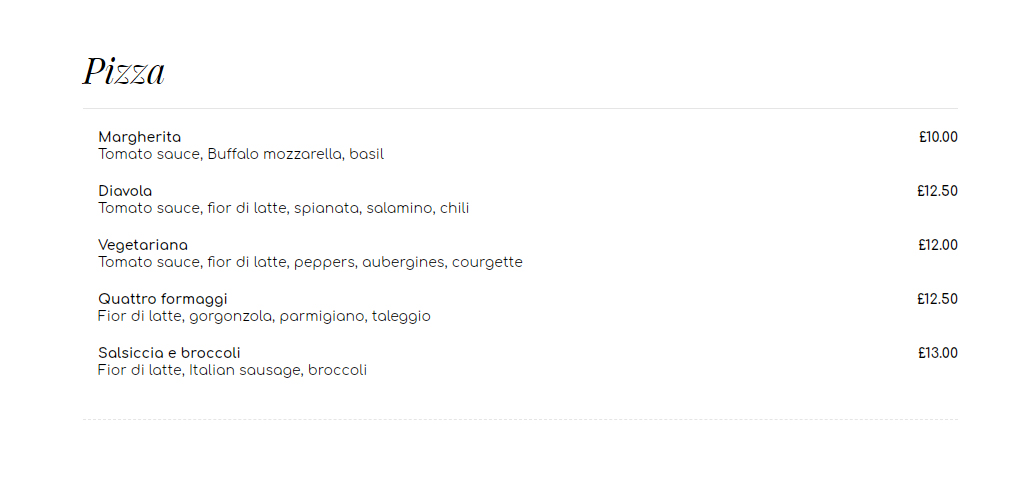 Pizza
Margherita £10.00
Tomato sauce, Buffalo mozzarella, basil
Diavola £12.50
Tomato sauce, fior di latte, spianata, salamino, chili
Vegetariana £12.00
Tomato sauce, fior di latte, peppers, aubergines, courgette
Quattro formaggi £12.50
Fior di latte, gorgonzola, parmigiano, taleggio
Salsiccia e broccoli £13.00
Fior di latte, Italian sausage, broccoli